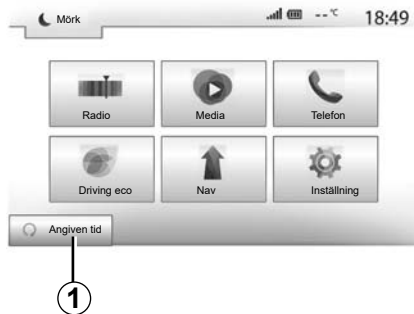 Mörk
--°C
18:49
Radio
Media
Telefon
Driving eco
Nav
Inställning
Angiven tid
1